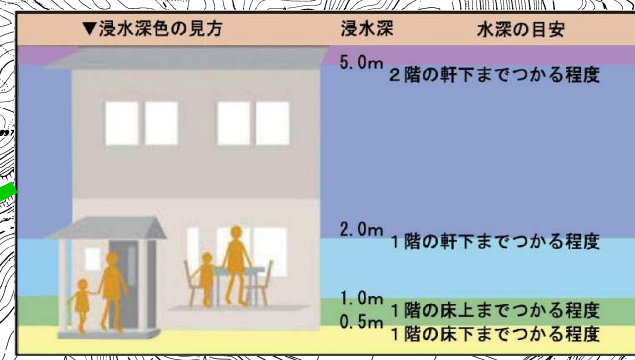 ▼浸水深色の見方 浸水深 水深の目安
5.0m 2階の軒下までつかる程度
2.0m 1階の軒下までつかる程度
1.0m 1階の床上までつかる程度
0.5m 1階の床下までつかる程度